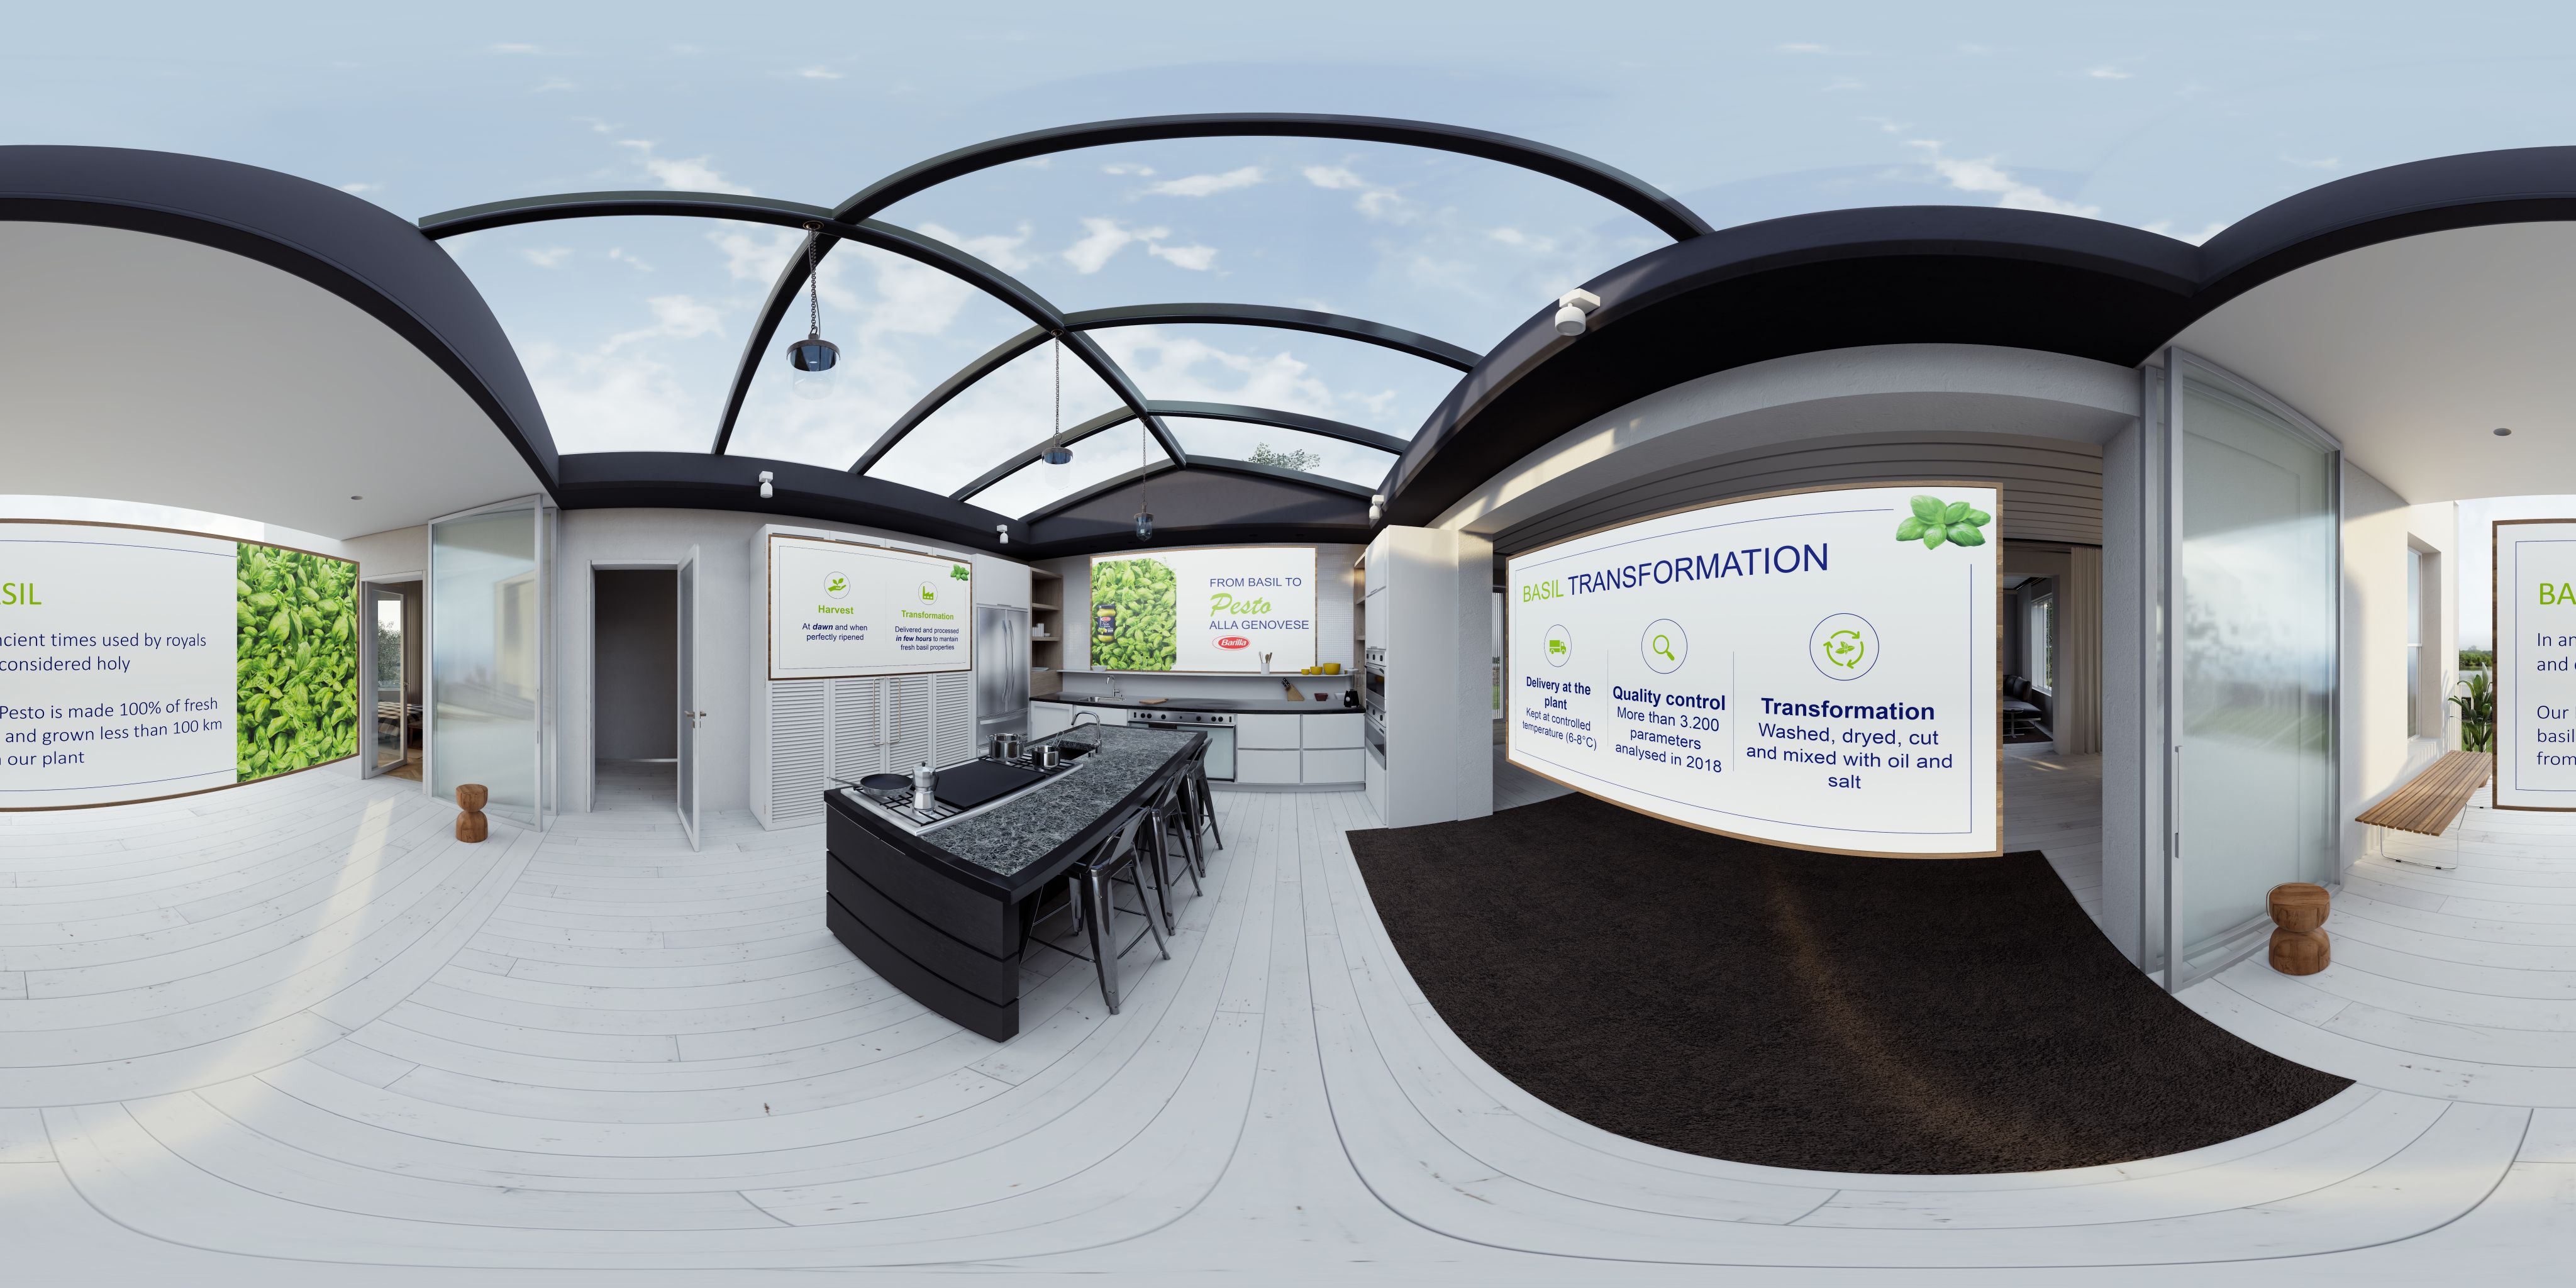 SIL
ncient times used by royals
considered holy
Pesto is made 100% of fresh
and grown less than 100 km
our plant
Harvest
At dawn and when
perfectly ripened
Transformation
Delivered and processed
in few hours to mantain
fresh basil properties
FROM BASIL TO
Pesto
ALLA GENOVESE
Barilla
BASIL TRANSFORMATION
Delivery at the
plant
Kept at controlled
temperature (6-8°C)
Quality control
More than 3.200
parameters
analysed in 2018
Transformation
Washed, dryed, cut
and mixed with oil and
salt
BA
In an
and
Our
basil
from